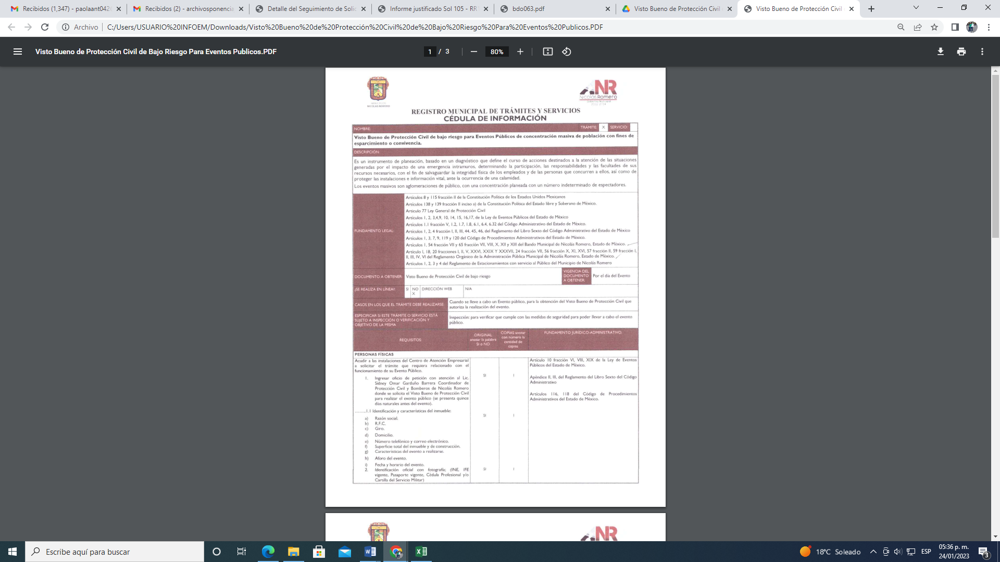 Recibidos (1,347) - paolaant042
Recibidos (2) - archivosponencia
Detalle del Seguimiento de Solic
Informe justificado Sol 105 - RR
bdo063.pdf
Visto Bueno de Protección Civil
Visto Bueno de Protección Civil
Archivo
C:/Users/USUARIO%20INFOEM/Downloads/Visto%20Bueno%20de%20Protección%20Civil%20de%20Bajo%20Riesgo%20Para%20Eventos%20Publicos.PDF
Visto Bueno de Protección Civil de Bajo Riesgo Para Eventos Publicos.PDF
1 / 3
80%
NICOLÁS ROMERO
NR
Nicolás Romero
REGISTRO MUNICIPAL DE TRÁMITES Y SERVICIOS
CÉDULA DE INFORMACIÓN
NOMBRE: TRÁMITE: X SERVICIO:
Visto Bueno de Protección Civil de bajo riesgo para Eventos Públicos de concentración masiva de población con fines de
esparcimiento o convivencia.
DESCRIPCIÓN:
Es un instrumento de planeación, basado en un diagnóstico que define el curso de acciones destinados a la atención de las situaciones
generadas por el impacto de una emergencia intramuros, determinando la participación, las responsabilidades y las facultades de sus
recursos necesarios, con el fin de salvaguardar la integridad física de los empleados y de las personas que concurren a ellos, así como de
proteger las instalaciones e información vital, ante la ocurrencia de una calamidad.
Los eventos masivos son aglomeraciones de público, con una concentración planeada con un número indeterminado de espectadores.
FUNDAMENTO LEGAL:
Artículos 8 y 115 fracción II de la Constitución Política de los Estados Unidos Mexicanos
Artículos 138 y 139 fracción II inciso a) de la Constitución Política del Estado libre y Soberano de México.
Artículo 77 Ley General de Protección Civil
Artículos 1, 2, 3,4,9, 10, 14, 15, 16,17, de la Ley de Eventos Públicos del Estado de México
Artículos 1.1 fracción V, 1.2, 1.7, 1.8, 6.1, 6.4, 6.32 del Código Administrativo del Estado de México.
Artículos 1, 2, 4 fracción I, II, III, 44. 45, 46, del Reglamento del Libro Sexto del Código Administrativo del Estado de México
Artículos 1, 3, 7, 9, 119 y 120 del Código de Procedimientos Administrativos del Estado de México.
Artículos 1, 54 fracción VII y 65 fracción VII, VIII, X, XII y XIII del Bando Municipal de Nicolás Romero, Estado de México.
Artículo 1, 18, 20 fracciones I, II, V, XXVI, XXIX Y XXXVII, 24 fracción VII, 56 fracción X, XI, XVI, 57 fracción II, 59 fracción I,
II, III, IV, VI del Reglamento Orgánico de la Administración Pública Municipal de Nicolás Romero, Estado de México.
Artículos 1, 2, 3 y 4 del Reglamento de Estacionamientos con servicio al Público del Municipio de Nicolás Romero
DOCUMENTO A OBTENER: Visto Bueno de Protección Civil de bajo riesgo
VIGENCIA DEL
DOCUMENTO
A OBTENER:
Por el día del Evento
¿SE REALIZA EN LÍNEA?: SI NO
X
DIRECCIÓN WEB N/A
CASOS EN LOS QUE EL TRÁMITE DEBE REALIZARSE:
Cuando se lleve a cabo un Evento público, para la obtención del Visto Bueno de Protección Civil que
autoriza la realización del evento.
ESPECIFICAR SI ESTE TRÁMITE O SERVICIO ESTÁ
SUJETO A INSPECCIÓN O VERIFICACIÓN Y
OBJETIVO DE LA MISMA
Inspección: para verificar que cumple con las medidas de seguridad para poder llevar a cabo el evento
público.
REQUISITOS:
ORIGINAL
anotar la palabra
SI o NO
COPIAS anotar
con número la
cantidad de
copias
FUNDAMENTO JURÍDICO-ADMINISTRATIVO.
PERSONAS FÍSICAS
Acudir a las instalaciones del Centro de Atención Empresarial
a solicitar el trámite que requiera relacionado con el
funcionamiento de su Evento Público.
1. Ingresar oficio de petición con atención al Lic.
Sidney Omar Garduño Barrera Coordinador de
Protección Civil y Bomberos de Nicolás Romero
donde se solicita el Visto Bueno de Protección Civil
para realizar el evento público (se presenta quince
días naturales antes del evento).
SI 1
........1.1 Identificación y características del inmueble:
SI 1
a) Razón social.
b) R.F.C.
c) Giro.
d) Domicilio.
e) Número telefónico y correo electrónico.
f) Superficie total del inmueble y de construcción.
g) Características del evento a realizarse.
h) Aforo del evento.
i) Fecha y horario del evento.
2. Identificación oficial con fotografía; (INE, IFE
vigente, Pasaporte vigente, Cédula Profesional y/o
Cartilla del Servicio Militar)
SI 1
Artículo 10 fracción VI, VIII, XIX de la Ley de Eventos
Públicos del Estado de México.
Apéndice II, III, del Reglamento del Libro Sexto del Código
Administrativo
Artículos 116, 118 del Código de Procedimientos
Administrativos del Estado de México.
NR
Escribe aquí para buscar
18°C Soleado
ESP
05:36 p. m.
24/01/2023
3